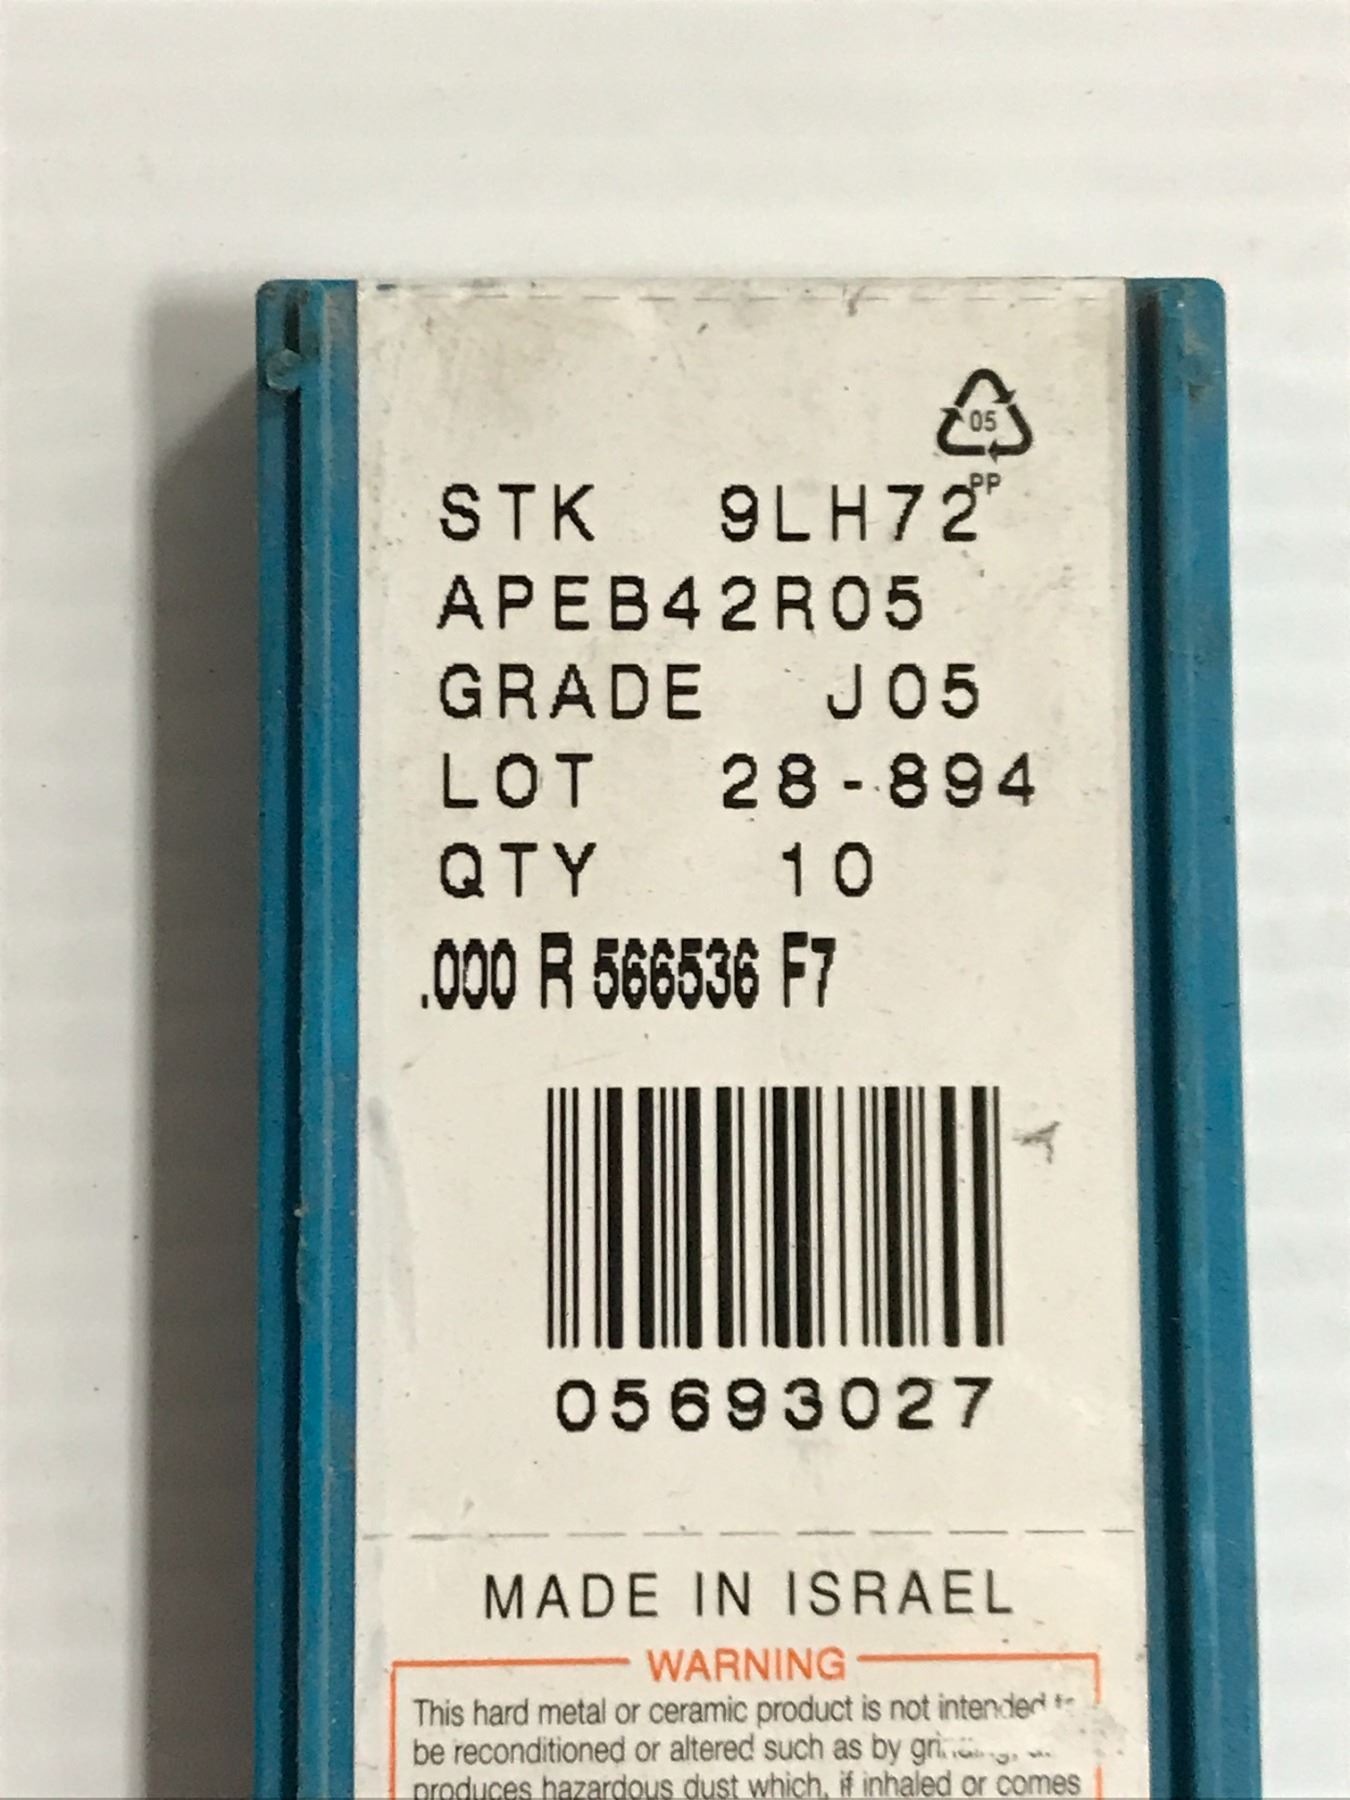 05
PP
STK 9LH72
APEB42R05
GRADE J05
LOT 28-894
QTY 10
.000 R 566536 F7
05693027
MADE IN ISRAEL
WARNING
This hard metal or ceramic product is not intended
be reconditioned or altered such as by
produces hazardous dust which, if inhaled or comes